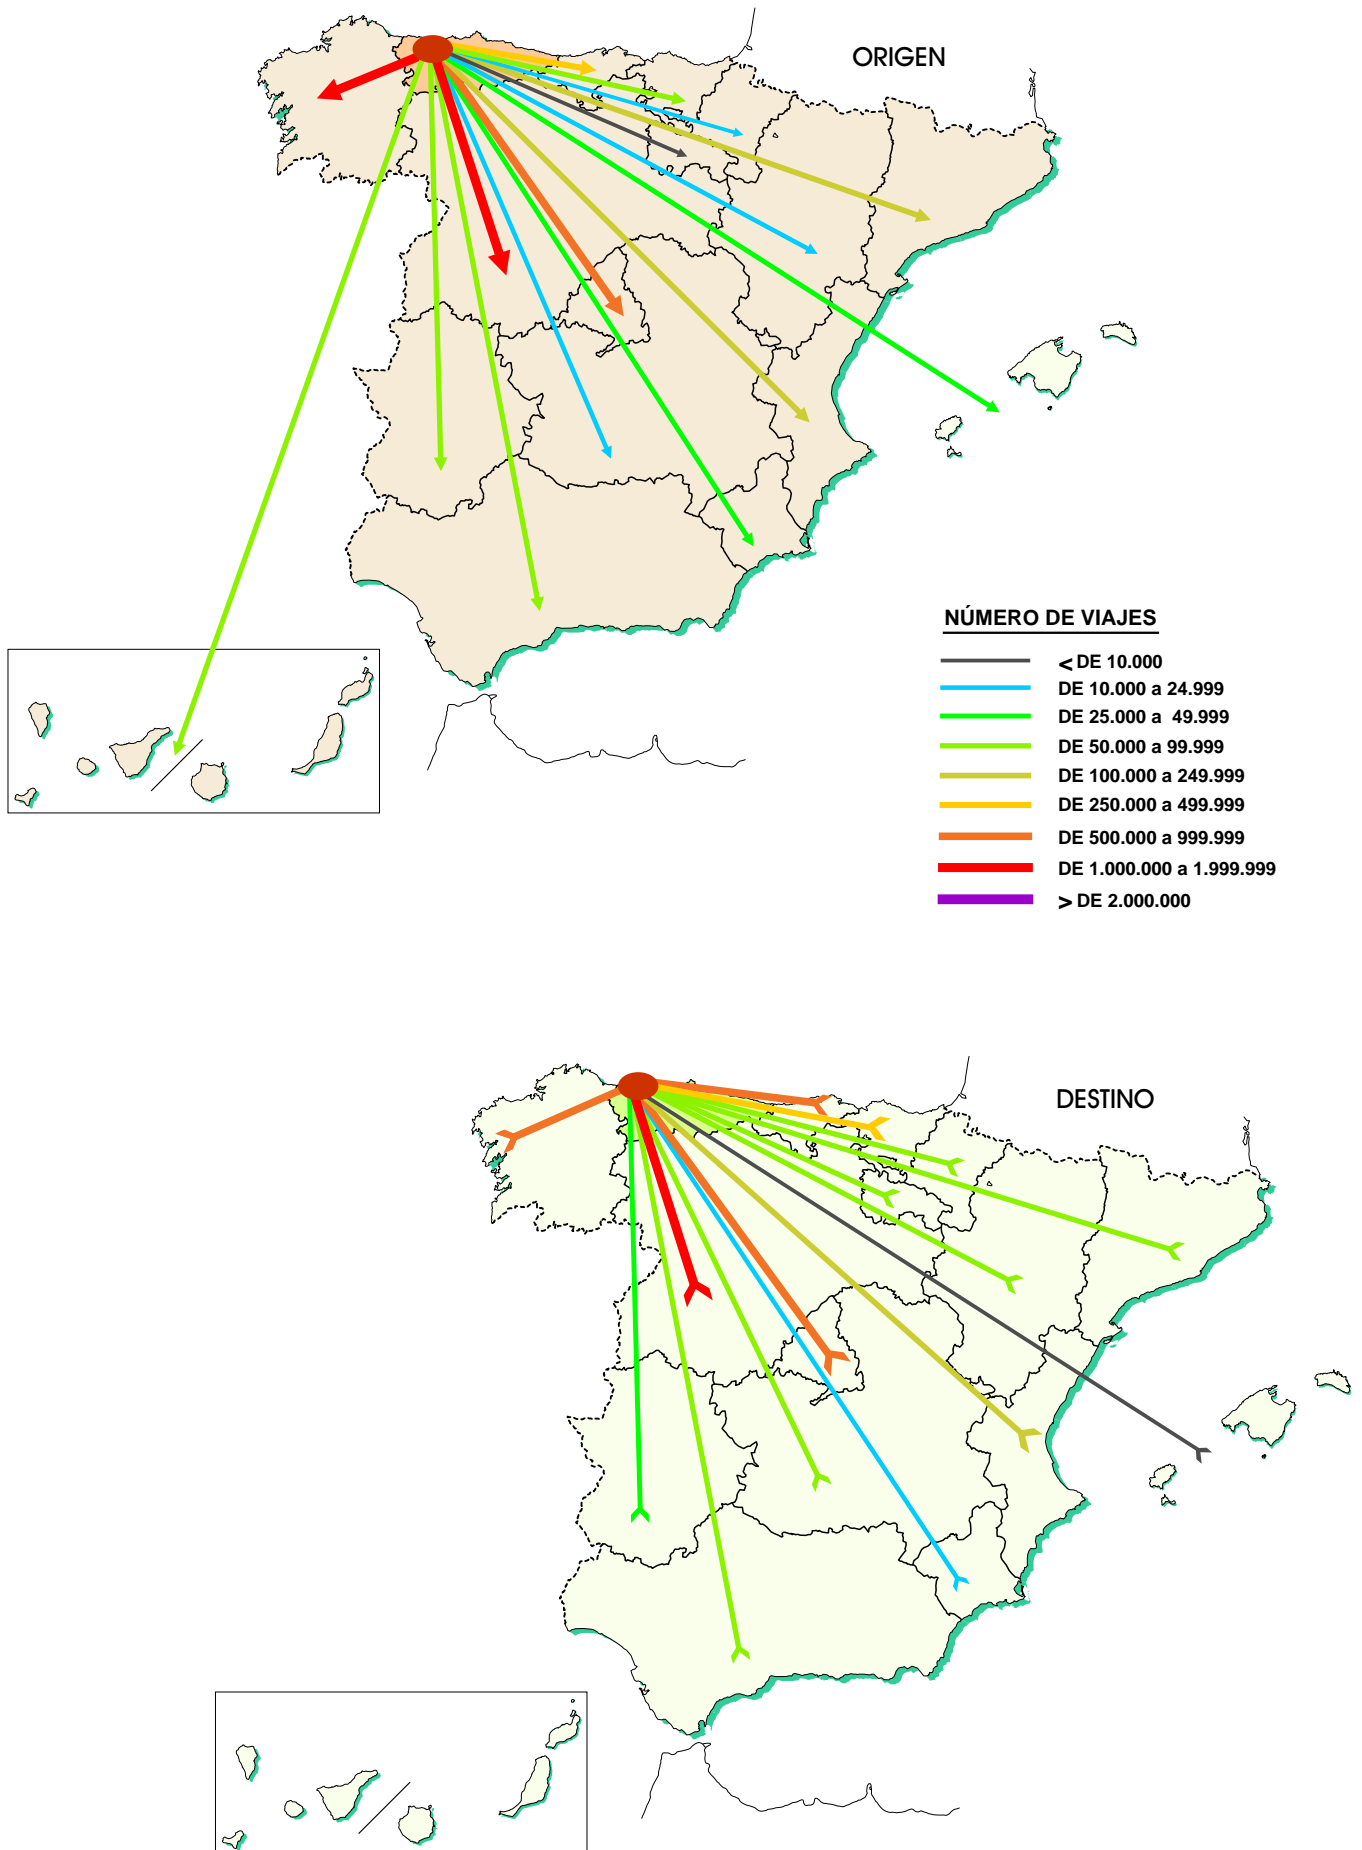 ORIGEN
NÚMERO DE VIAJES
< DE 10.000
DE 10.000 a 24.999
DE 25.000 a 49.999
DE 50.000 a 99.999
DE 100.000 a 249.999
DE 250.000 a 499.999
DE 500.000 a 999.999
DE 1.000.000 a 1.999.999
> DE 2.000.000
DESTINO